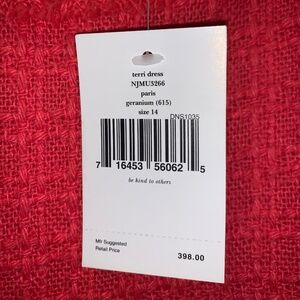 terri dress
NJMU3266
paris
geranium (615)
size 14
DNS1035
7 16453 56062 5
be kind to others
Mfr Suggested
Retail Price
398.00